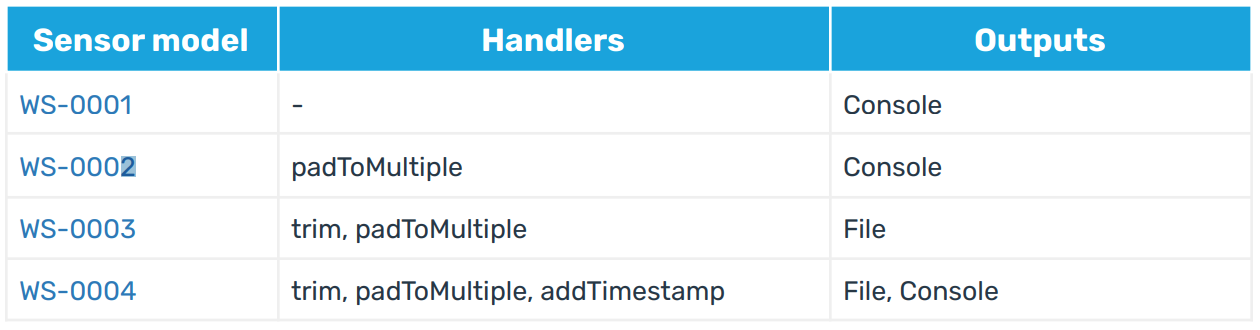 Sensor model Handlers Outputs
WS-0001 - Console
WS-0002 padToMultiple Console
WS-0003 trim, padToMultiple File
WS-0004 trim, padToMultiple, addTimestamp File, Console